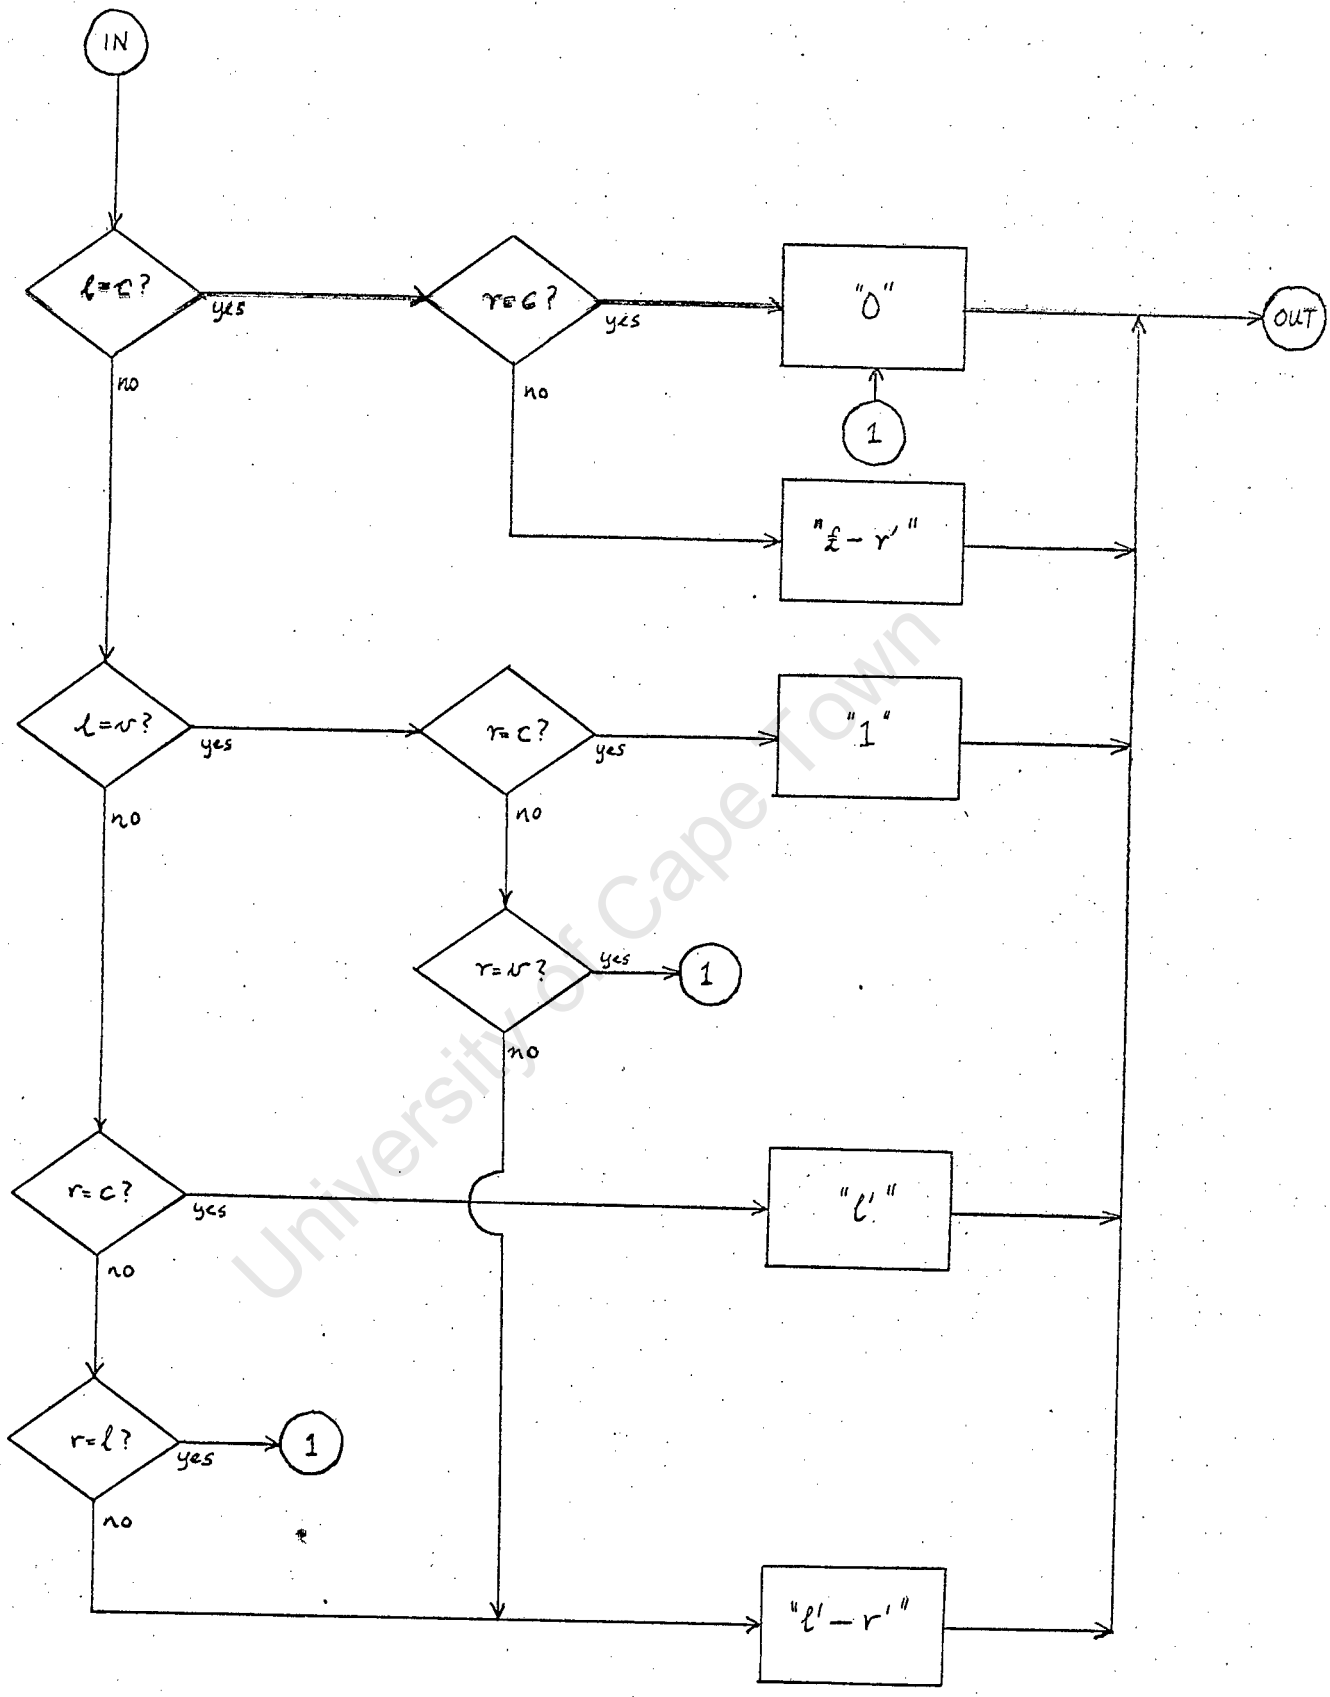 IN
l=c?
yes
no
r=c?
yes
no
"0"
OUT
1
- r'"
l=v?
yes
no
r=c?
yes
no
"1"
r=v?
yes
1
no
r=c?
yes
no
"l'"
r=l?
yes
1
no
"l'-r'"
University of Cape Town